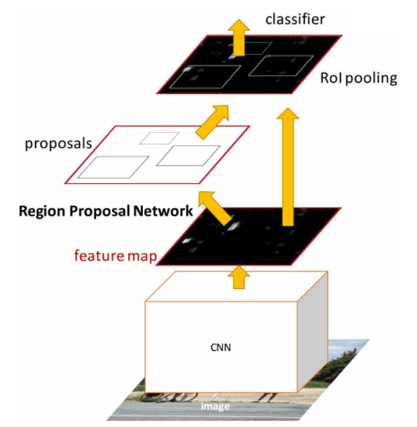 classifier
RoI pooling
proposals
Region Proposal Network
feature map
CNN
image